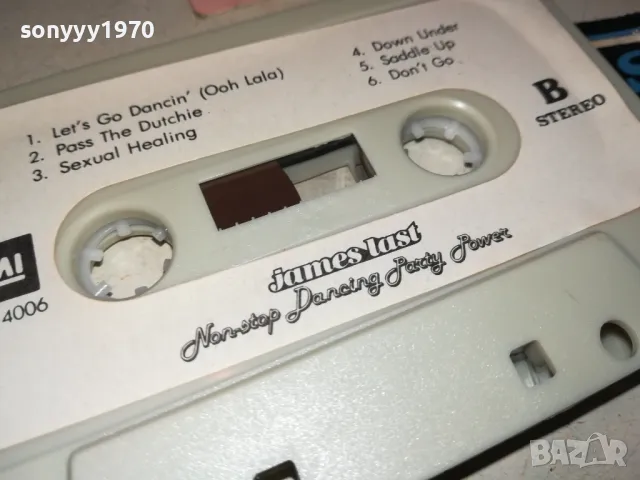 sonyyy1970
1. Let's Go Dancin' (Ooh Lala)
2. Pass The Dutchie
3. Sexual Healing
4. Down Under
5. Saddle Up
6. Don't Go
B
STEREO
4006
james last
Non-stop Dancing Party Power
BAZAR